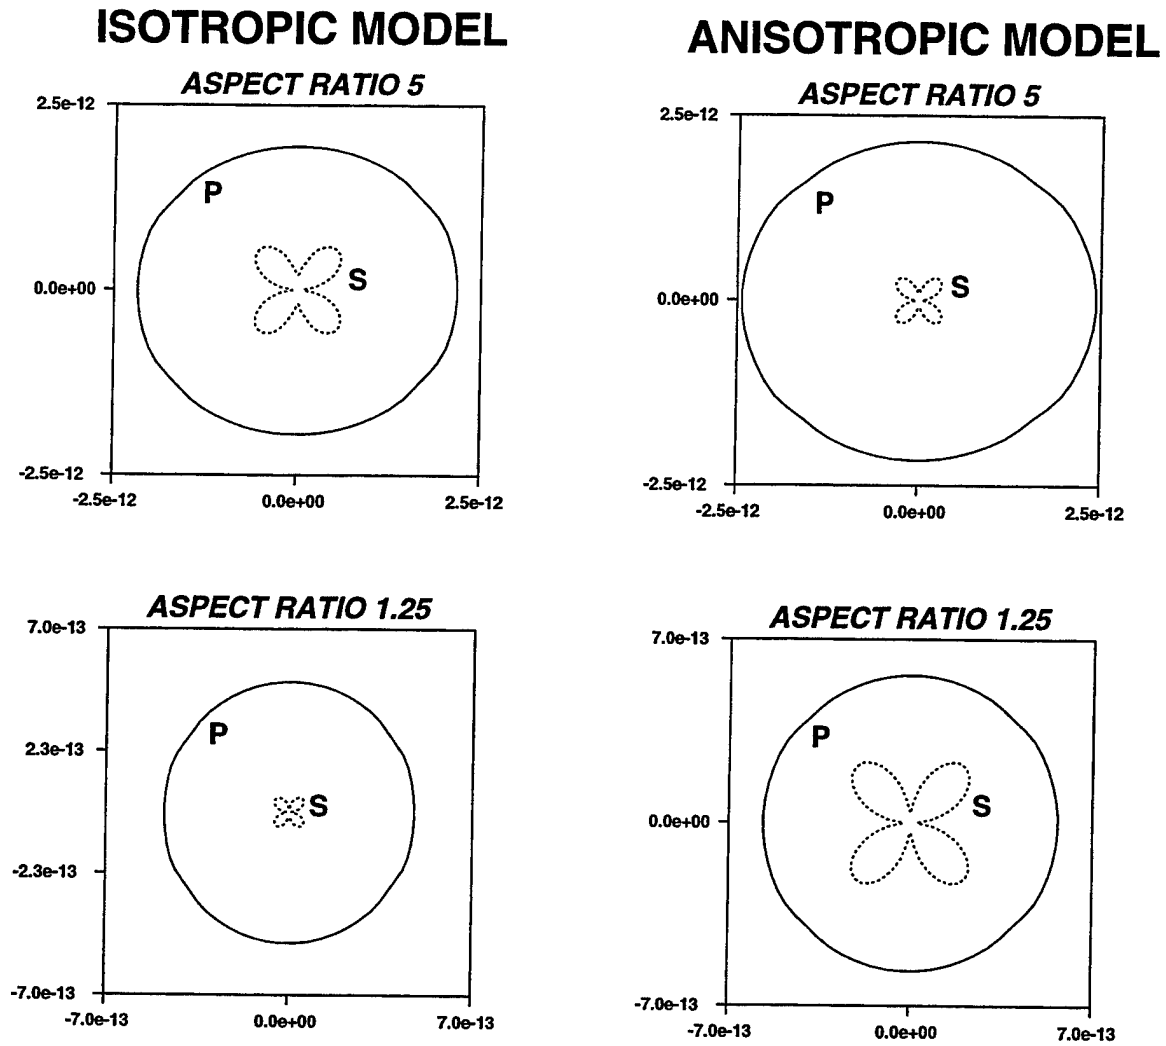 ISOTROPIC MODEL
ANISOTROPIC MODEL
ASPECT RATIO 5
2.5e-12
P
S
0.0e+00
-2.5e-12
-2.5e-12 0.0e+00 2.5e-12
ASPECT RATIO 5
2.5e-12
P
S
0.0e+00
-2.5e-12
-2.5e-12 0.0e+00 2.5e-12
ASPECT RATIO 1.25
7.0e-13
P
2.3e-13
S
-2.3e-13
-7.0e-13
-7.0e-13 0.0e+00 7.0e-13
ASPECT RATIO 1.25
7.0e-13
P
S
0.0e+00
-7.0e-13
-7.0e-13 0.0e+00 7.0e-13